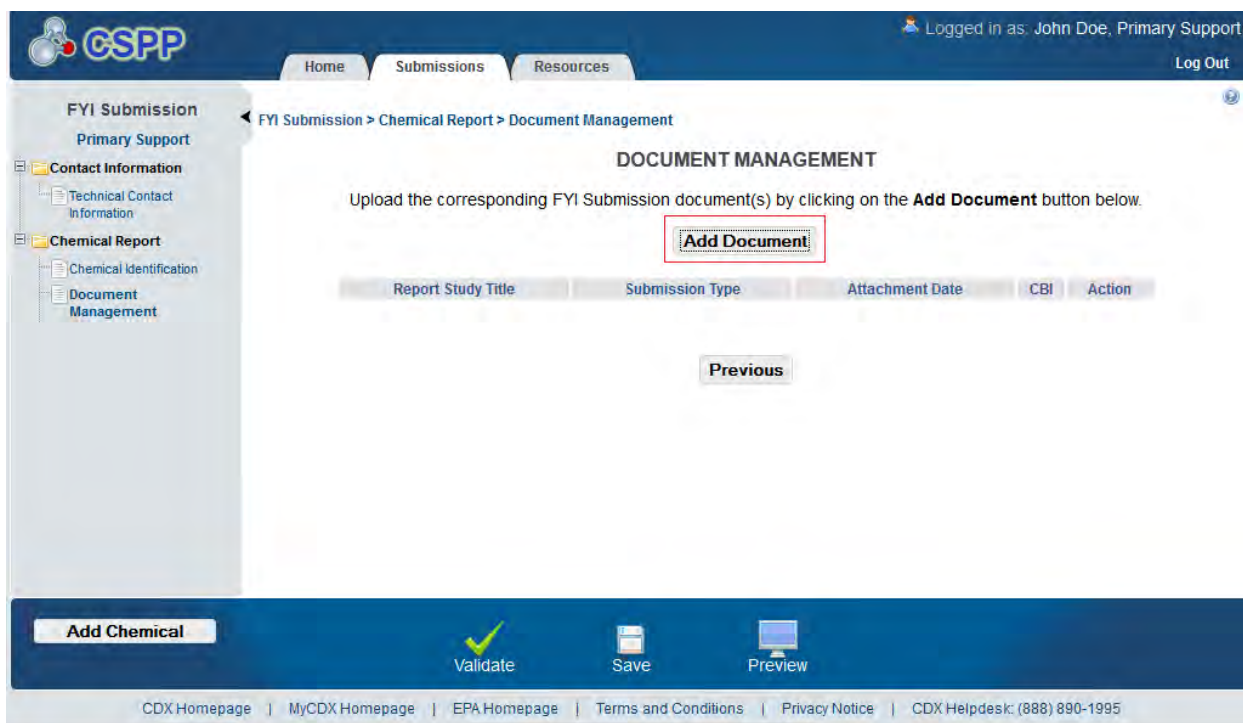 CSPP
Logged in as: John Doe, Primary Support
Home Submissions Resources
Log Out
FYI Submission
Primary Support
Contact Information
Technical Contact
Information
Chemical Report
Chemical Identification
Document
Management
FYI Submission > Chemical Report > Document Management
DOCUMENT MANAGEMENT
Upload the corresponding FYI Submission document(s) by clicking on the Add Document button below.
Add Document
Report Study Title Submission Type Attachment Date CBI Action
Previous
Add Chemical
Validate Save Preview
CDX Homepage | MyCDX Homepage | EPA Homepage | Terms and Conditions | Privacy Notice | CDX Helpdesk: (888) 890-1995